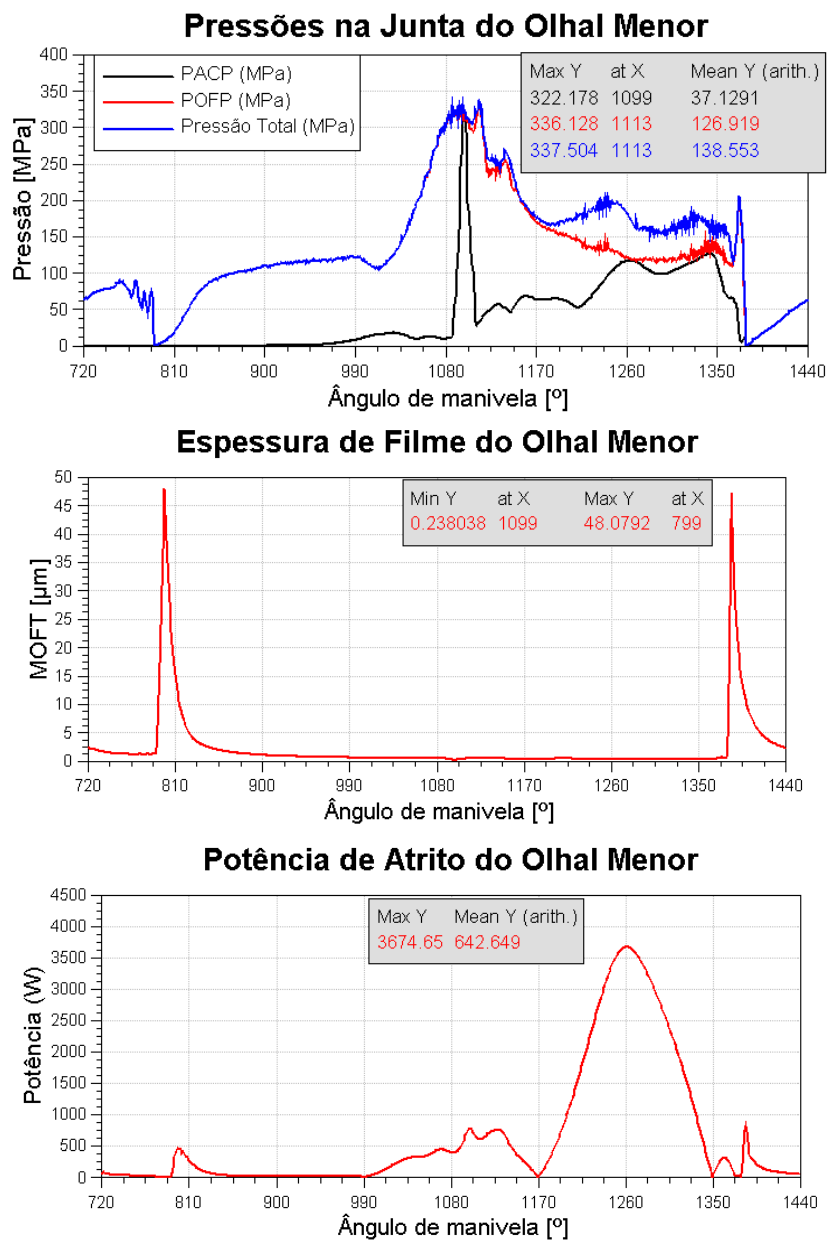 Pressões na Junta do Olhal Menor
400
350
300
250
200
150
100
50
0
Pressão [MPa]
PACP (MPa)
POFP (MPa)
Pressão Total (MPa)
Max Y at X Mean Y (arith.)
322.178 1099 37.1291
336.128 1113 126.919
337.504 1113 138.553
720 810 900 990 1080 1170 1260 1350 1440
Ângulo de manivela [º]
Espessura de Filme do Olhal Menor
50
45
40
35
30
25
20
15
10
5
0
MOFT [µm]
Min Y at X Max Y at X
0.238038 1099 48.0792 799
720 810 900 990 1080 1170 1260 1350 1440
Ângulo de manivela [º]
Potência de Atrito do Olhal Menor
4500
4000
3500
3000
2500
2000
1500
1000
500
0
Potência (W)
Max Y Mean Y (arith.)
3674.65 642.649
720 810 900 990 1080 1170 1260 1350 1440
Ângulo de manivela [º]